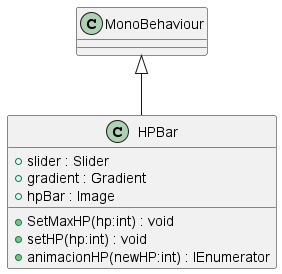 C MonoBehaviour
C HPBar
slider : Slider
gradient : Gradient
hpBar : Image
SetMaxHP(hp:int) : void
setHP(hp:int) : void
animacionHP(newHP:int) : IEnumerator